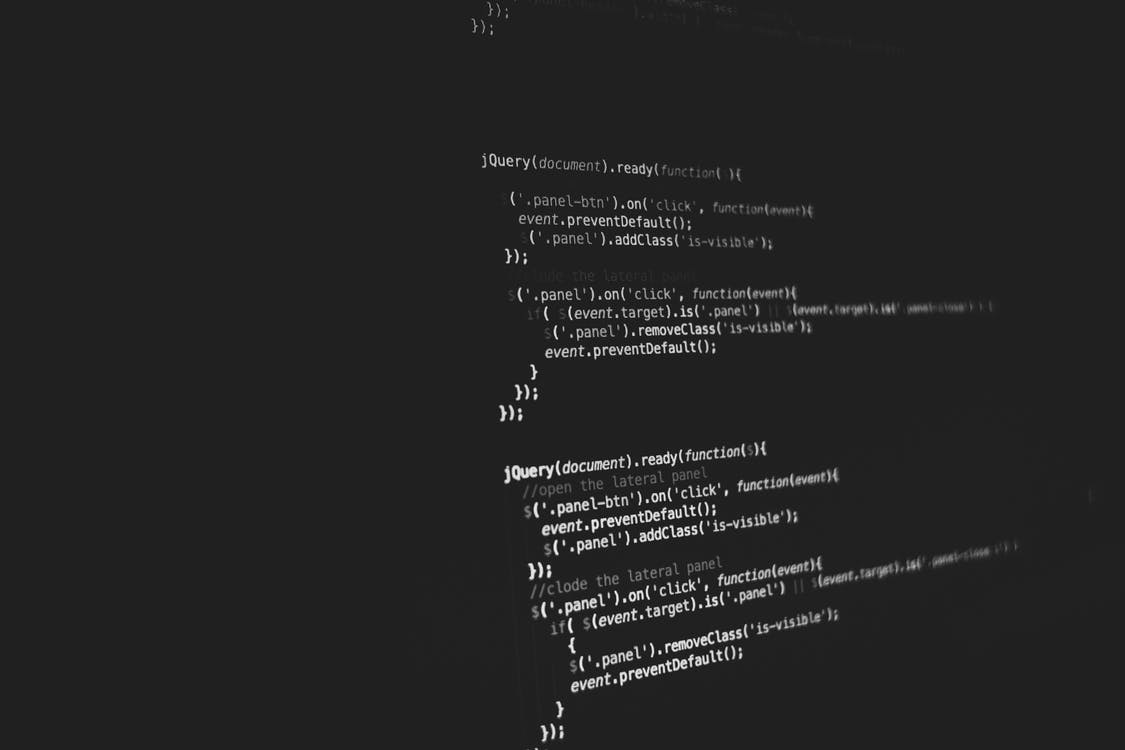 });
});
jQuery(document).ready(function( ){
$('.panel-btn').on('click', function(event){
event.preventDefault();
$('.panel').addClass('is-visible');
});
//clode the lateral panel
$('.panel').on('click', function(event){
if( $(event.target).is('.panel') || $(event.target).is('.panel-close') ) {
$('.panel').removeClass('is-visible');
event.preventDefault();
}
});
});
jQuery(document).ready(function($){
//open the lateral panel
$('.panel-btn').on('click', function(event){
event.preventDefault();
$('.panel').addClass('is-visible');
});
//clode the lateral panel
$('.panel').on('click', function(event){
if( $(event.target).is('.panel') || $(event.target).is('.panel-close') )
{
$('.panel').removeClass('is-visible');
event.preventDefault();
}
});